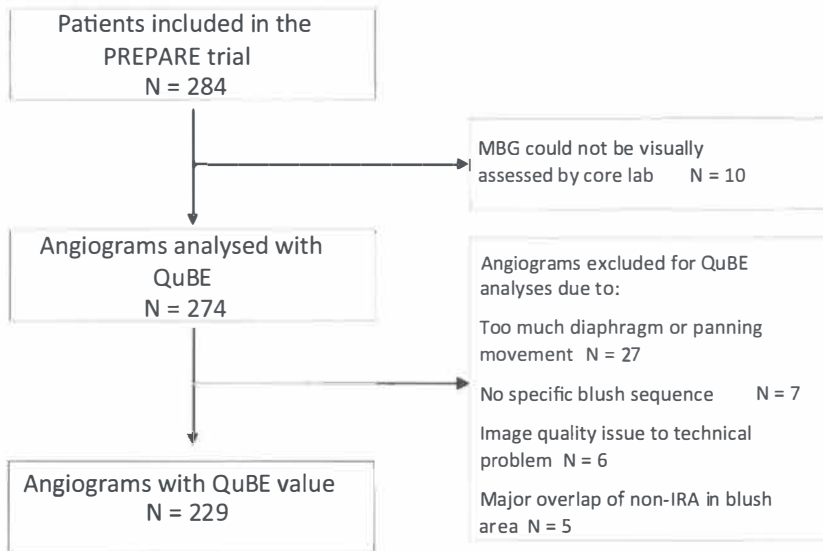 Patients included in the
PREPARE trial
N = 284
MBG could not be visually
assessed by core lab N = 10
Angiograms analysed with
QuBE
N = 274
Angiograms excluded for QuBE
analyses due to:
Too much diaphragm or panning
movement N = 27
No specific blush sequence N = 7
Image quality issue to technical
problem N = 6
Major overlap of non-IRA in blush
area N = 5
Angiograms with QuBE value
N = 229